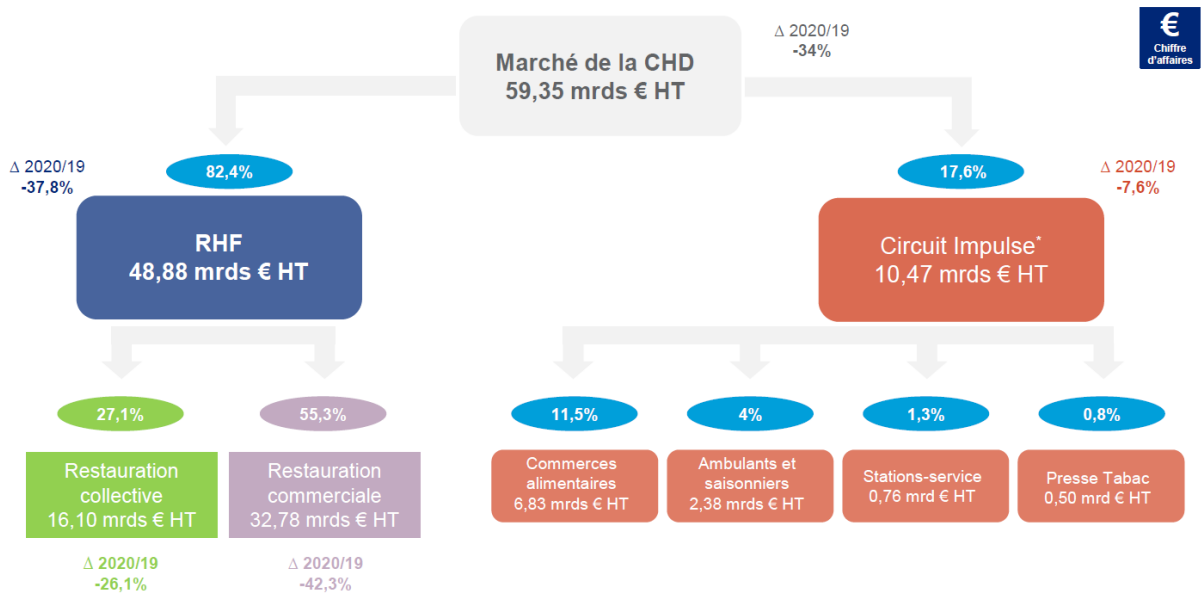 Δ 2020/19
-34%
€
Chiffre
d'affaires
Marché de la CHD
59,35 mrds € HT
Δ 2020/19
-37,8%
82,4%
17,6%
Δ 2020/19
-7,6%
RHF
48,88 mrds € HT
Circuit Impulse*
10,47 mrds € HT
27,1%
55,3%
11,5%
4%
1,3%
0,8%
Restauration
collective
16,10 mrds € HT
Restauration
commerciale
32,78 mrds € HT
Commerces
alimentaires
6,83 mrds € HT
Ambulants et
saisonniers
2,38 mrds € HT
Stations-service
0,76 mrd € HT
Presse Tabac
0,50 mrd € HT
Δ 2020/19
-26,1%
Δ 2020/19
-42,3%